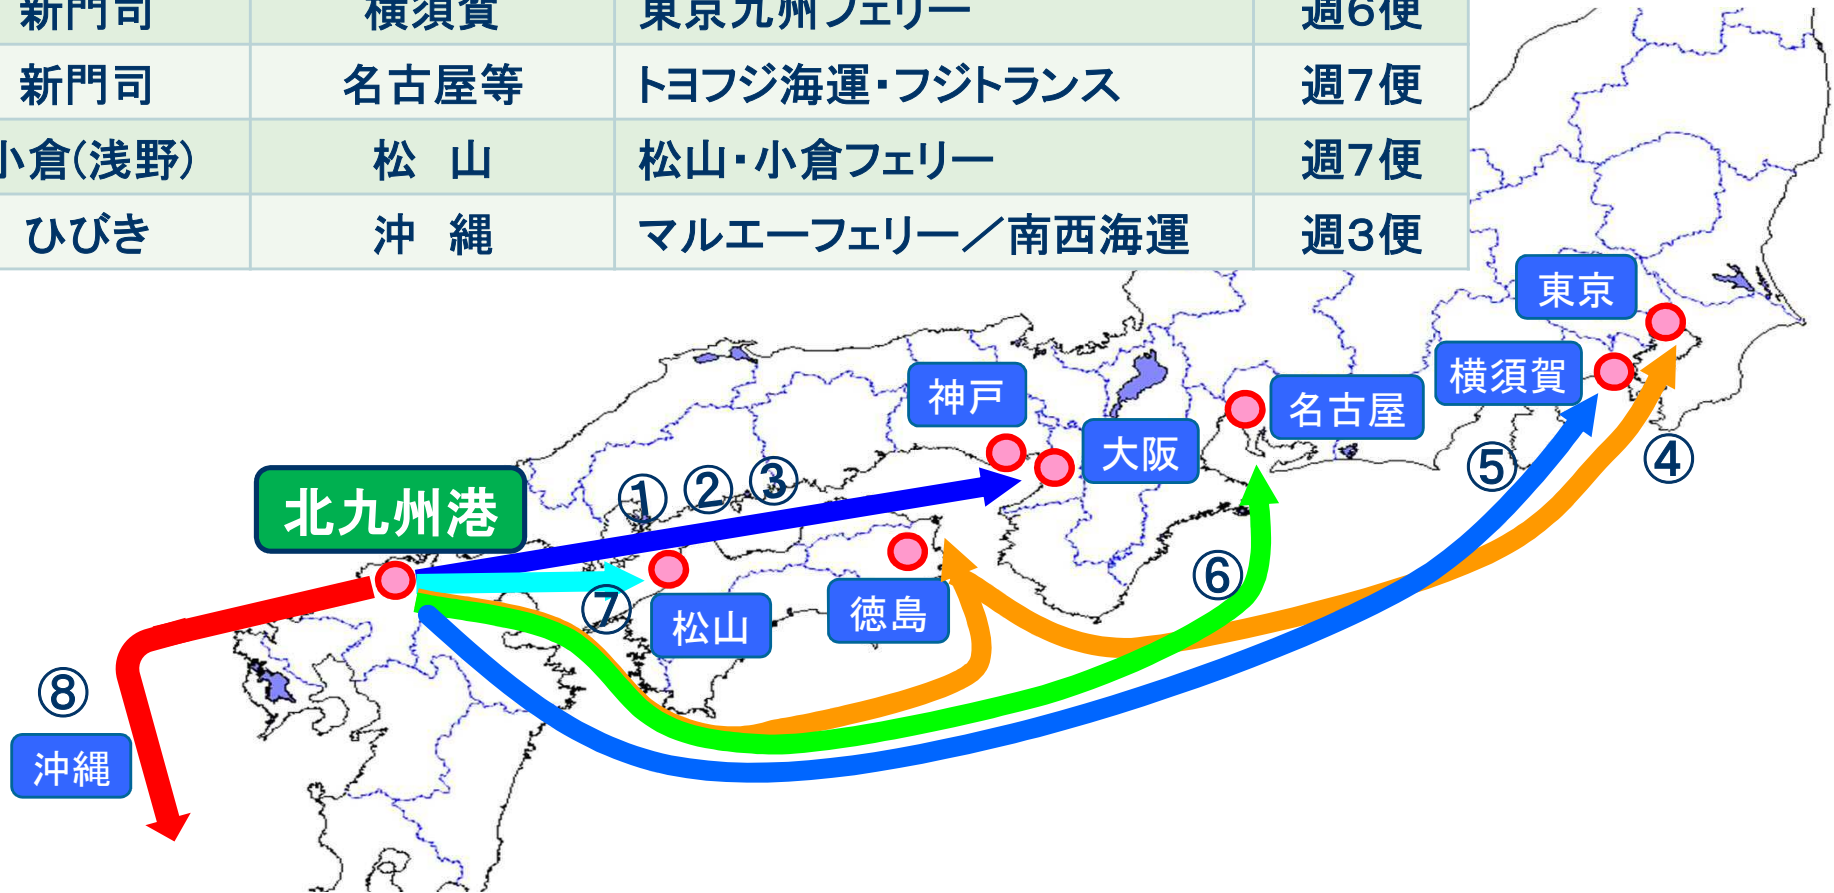 新門司 横須賀 東京九州フェリー 週6便
新門司 名古屋等 トヨフジ海運・フジトランス 週7便
小倉(浅野) 松 山 松山・小倉フェリー 週7便
ひびき 沖 縄 マルエーフェリー／南西海運 週3便
東京
横須賀
名古屋
神戸
大阪
北九州港
①
②
③
④
⑤
⑥
⑦
松山
徳島
⑧
沖縄